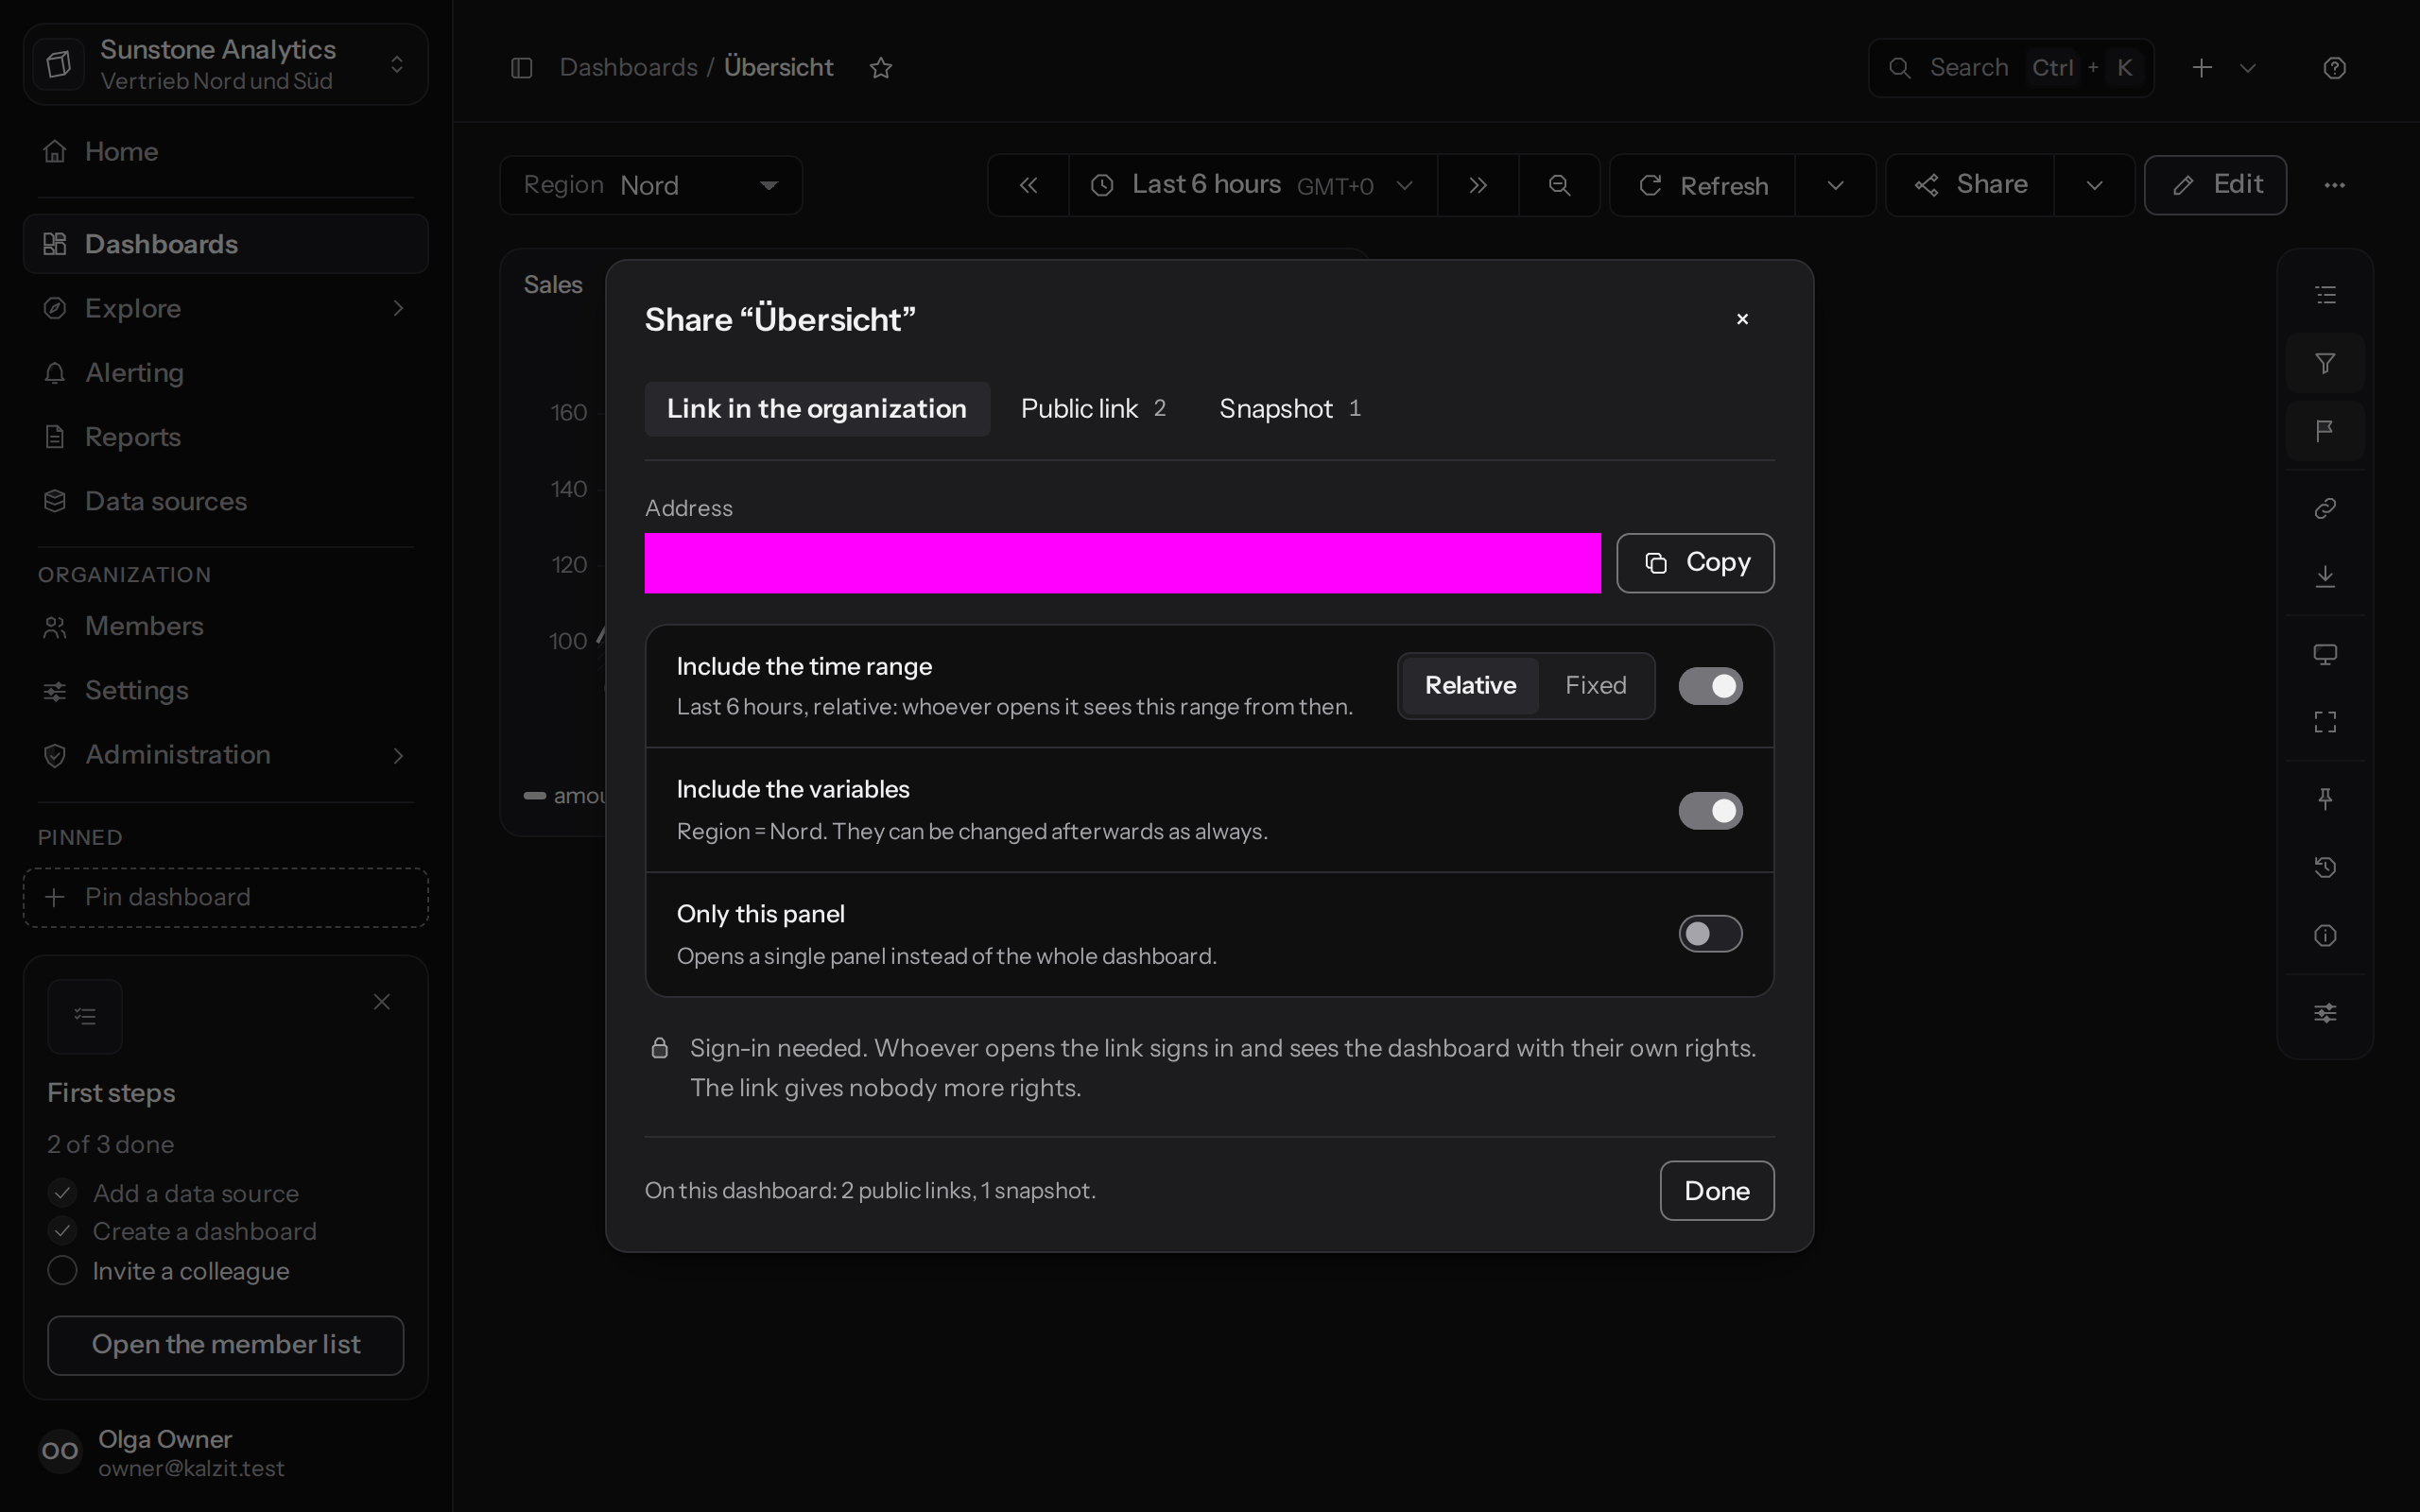 Sunstone Analytics
Vertrieb Nord und Süd
Home
Dashboards
Explore
Alerting
Reports
Data sources
ORGANIZATION
Members
Settings
Administration
PINNED
Pin dashboard
First steps
2 of 3 done
Add a data source
Create a dashboard
Invite a colleague
Open the member list
OO
Olga Owner
owner@kalzit.test
Dashboards / Übersicht
Search Ctrl + K
Region Nord
Last 6 hours GMT+0
Refresh
Share
Edit
Sales
160
140
120
100
Share “Übersicht”
Link in the organization
Public link 2
Snapshot 1
Address
Copy
Include the time range
Last 6 hours, relative: whoever opens it sees this range from then.
Relative
Fixed
Include the variables
Region = Nord. They can be changed afterwards as always.
Only this panel
Opens a single panel instead of the whole dashboard.
Sign-in needed. Whoever opens the link signs in and sees the dashboard with their own rights.
The link gives nobody more rights.
On this dashboard: 2 public links, 1 snapshot.
Done